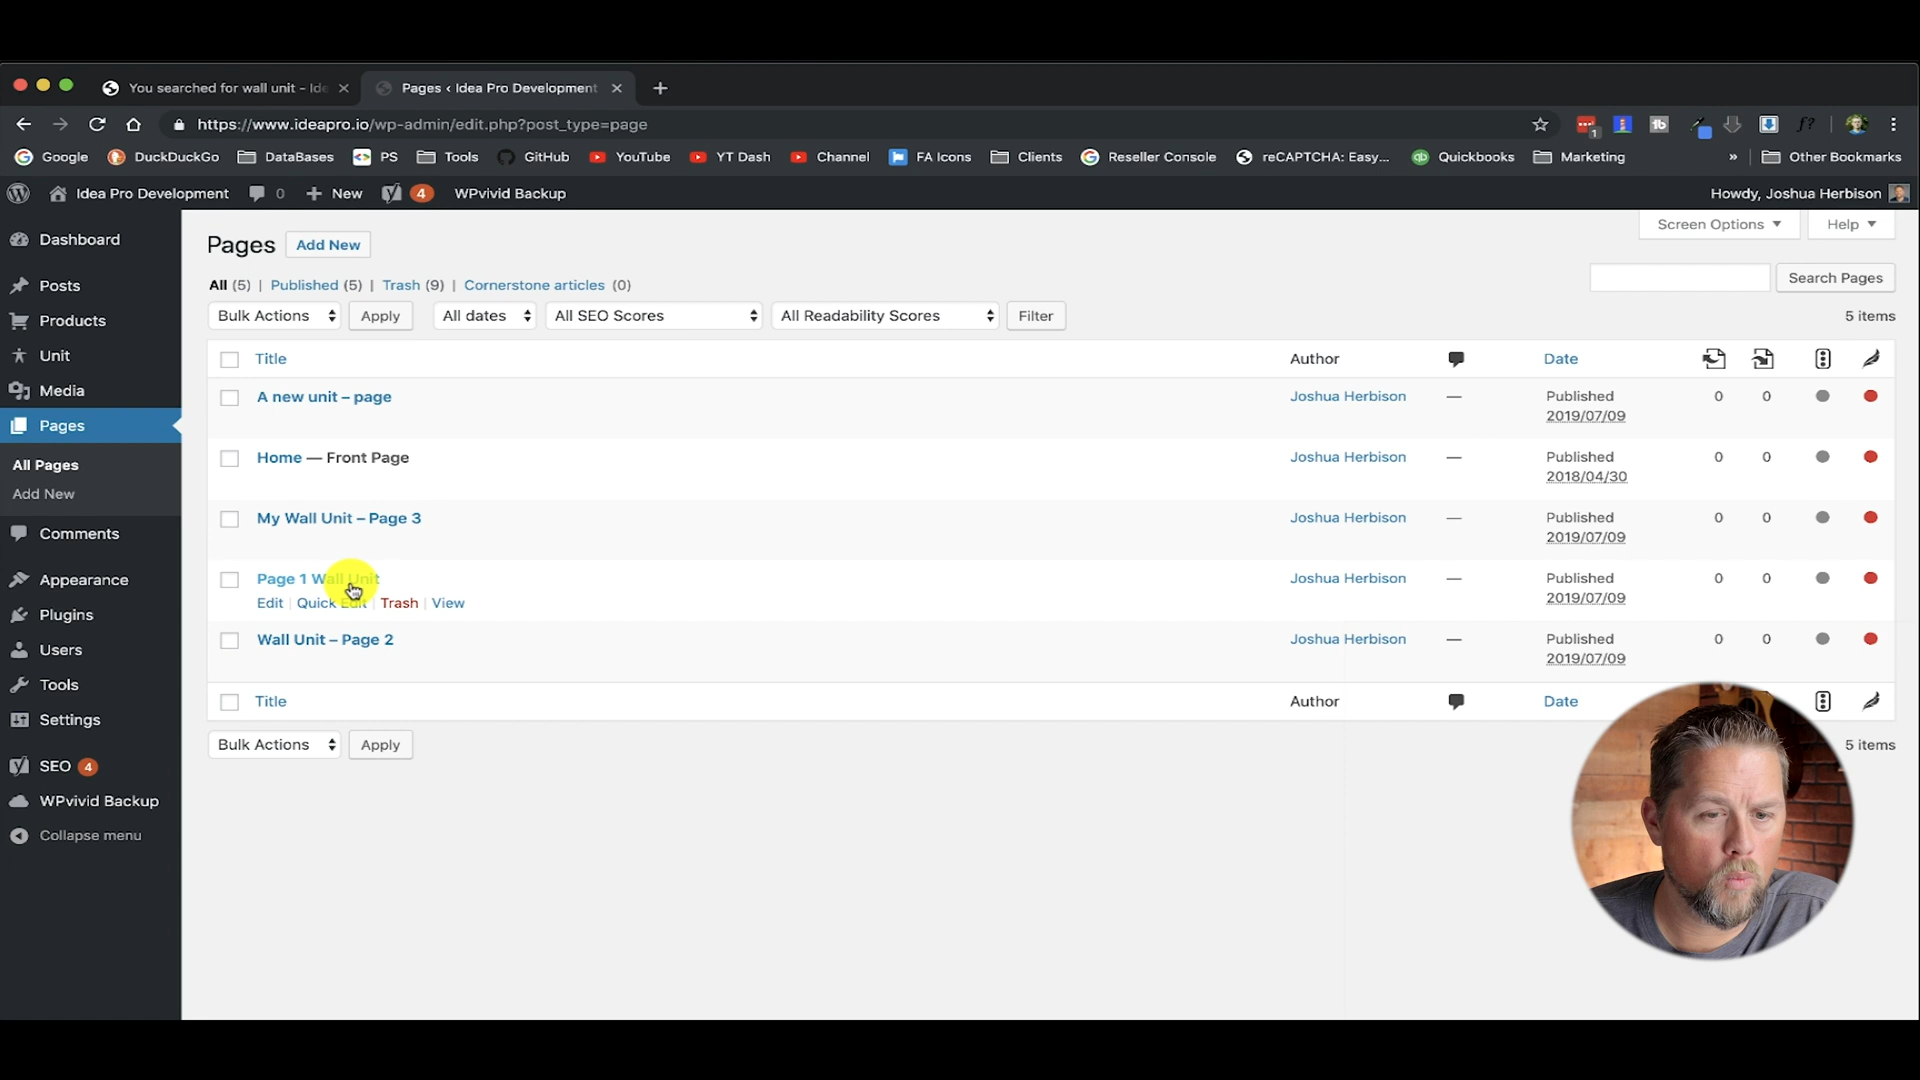 You searched for wall unit – Ide
Pages ‹ Idea Pro Development
https://www.ideapro.io/wp-admin/edit.php?post_type=page
1
f?
Google DuckDuckGo DataBases PS Tools GitHub YouTube YT Dash Channel FA Icons Clients Reseller Console reCAPTCHA: Easy... Quickbooks Marketing » Other Bookmarks
Idea Pro Development 0 + New 4 WPvivid Backup Howdy, Joshua Herbison
Dashboard
Posts
Products
Unit
Media
Pages
All Pages
Add New
Comments
Appearance
Plugins
Users
Tools
Settings
SEO 4
WPvivid Backup
Collapse menu
Screen Options Help
Pages Add New
All (5) | Published (5) | Trash (9) | Cornerstone articles (0)
Search Pages
Bulk Actions Apply All dates All SEO Scores All Readability Scores Filter 5 items
Title Author Date
A new unit – page Joshua Herbison — Published 0 0
2019/07/09
Home — Front Page Joshua Herbison — Published 0 0
2018/04/30
My Wall Unit – Page 3 Joshua Herbison — Published 0 0
2019/07/09
Page 1 Wall Unit Joshua Herbison — Published 0 0
Edit | Quick Edit | Trash | View 2019/07/09
Wall Unit – Page 2 Joshua Herbison — Published 0 0
2019/07/09
Title Author Date
Bulk Actions Apply 5 items